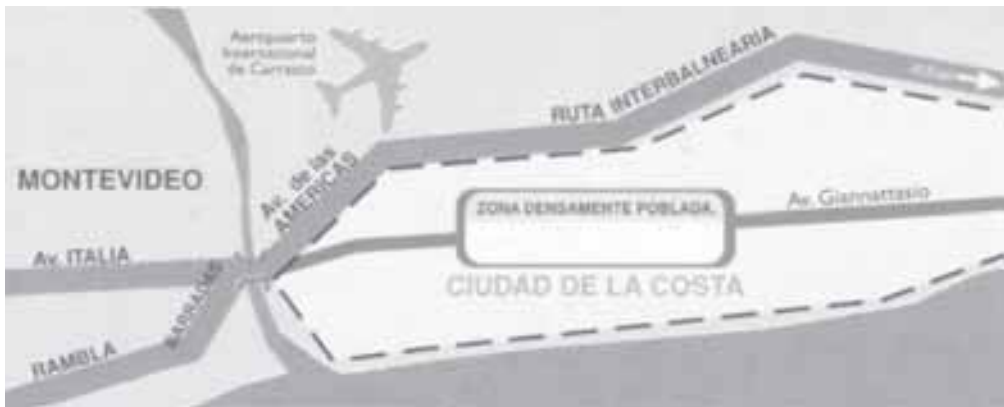 Aeropuerto
Internacional
de Carrasco
RUTA INTERBALNEARIA
MONTEVIDEO
Av. de las
AMERICAS
ZONA DENSAMENTE POBLADA.
Av. Giannattasio
Av. ITALIA
CIUDAD DE LA COSTA
RAMBLA